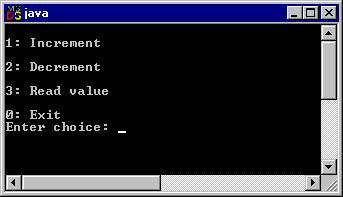 java
1: Increment
2: Decrement
3: Read value
0: Exit
Enter choice: _